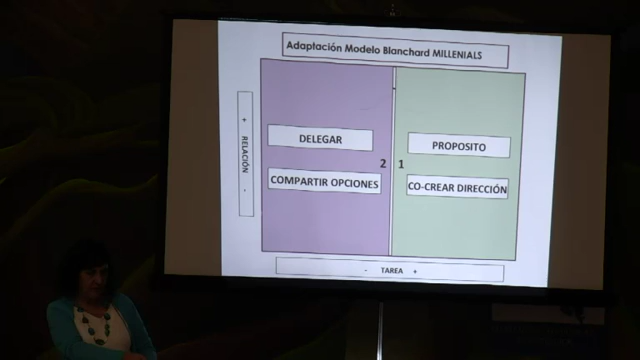 Adaptación Modelo Blanchard MILLENIALS
+ RELACIÓN -
DELEGAR
COMPARTIR OPCIONES
2
1
PROPOSITO
CO-CREAR DIRECCIÓN
- TAREA +